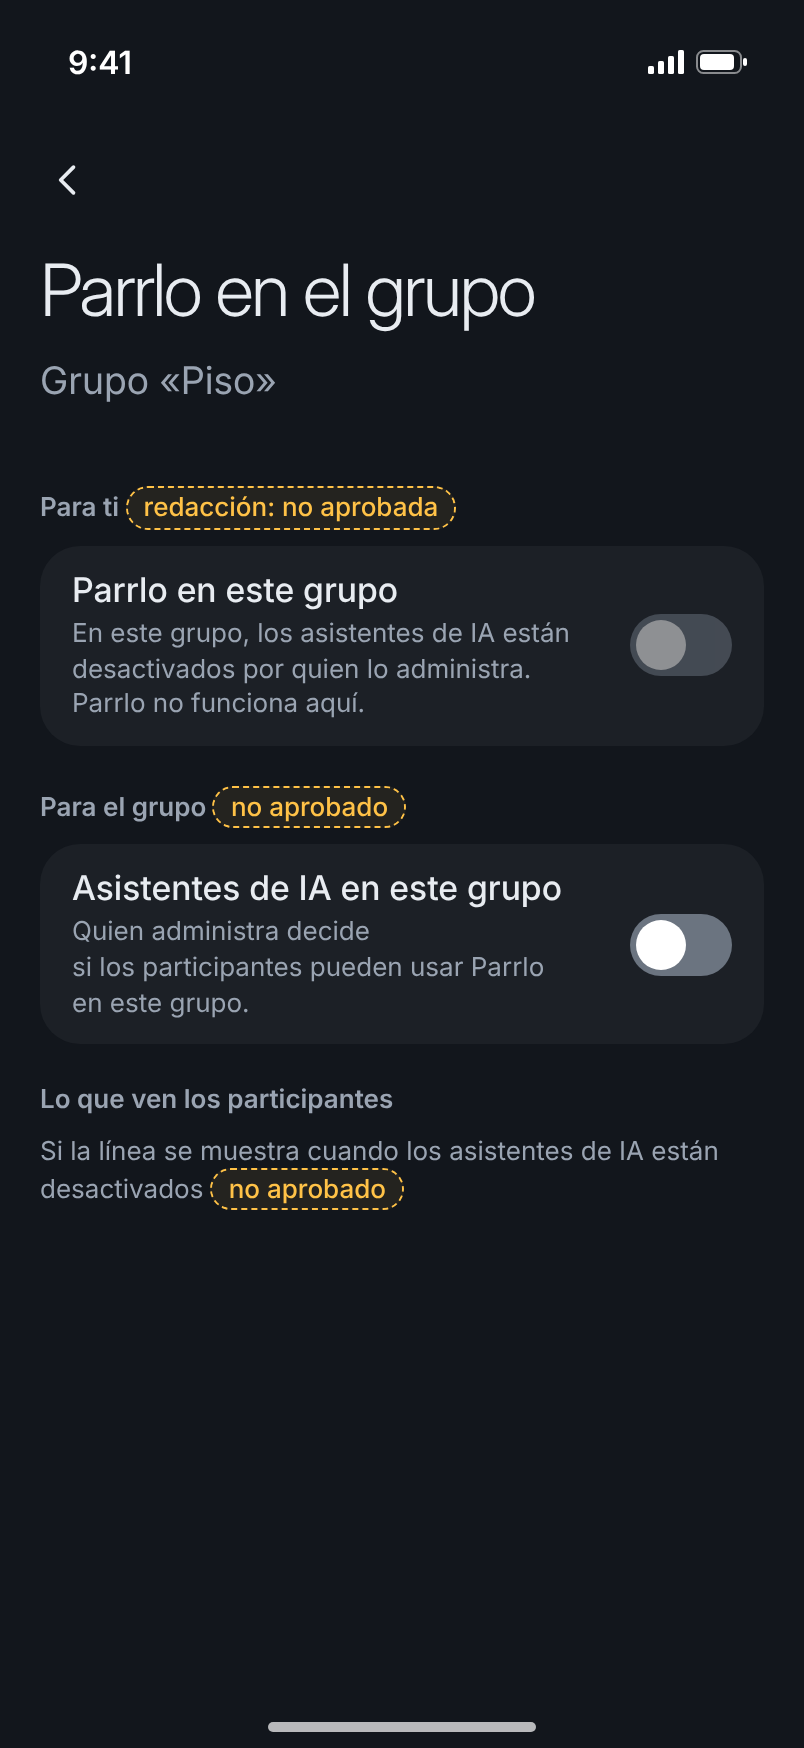 9:41
Parrlo en el grupo
Grupo «Piso»
Para ti redacción: no aprobada
Parrlo en este grupo
En este grupo, los asistentes de IA están
desactivados por quien lo administra.
Parrlo no funciona aquí.
Para el grupo no aprobado
Asistentes de IA en este grupo
Quien administra decide
si los participantes pueden usar Parrlo
en este grupo.
Lo que ven los participantes
Si la línea se muestra cuando los asistentes de IA están
desactivados no aprobado